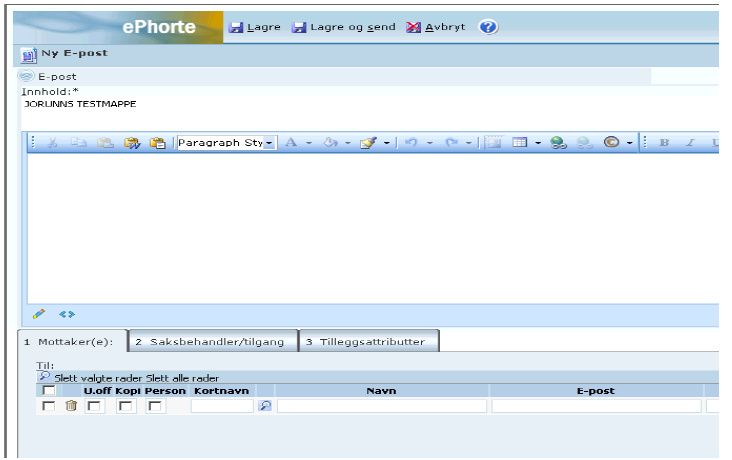 ePhorte Lagre Lagre og send Avbryt
Ny E-post
E-post
Innhold:*
JORUNNS TESTMAPPE
Paragraph Sty A B I U
1 Mottaker(e): 2 Saksbehandler/tilgang 3 Tilleggsattributter
Til:
Slett valgte rader Slett alle rader
U.off Kopi Person Kortnavn Navn E-post